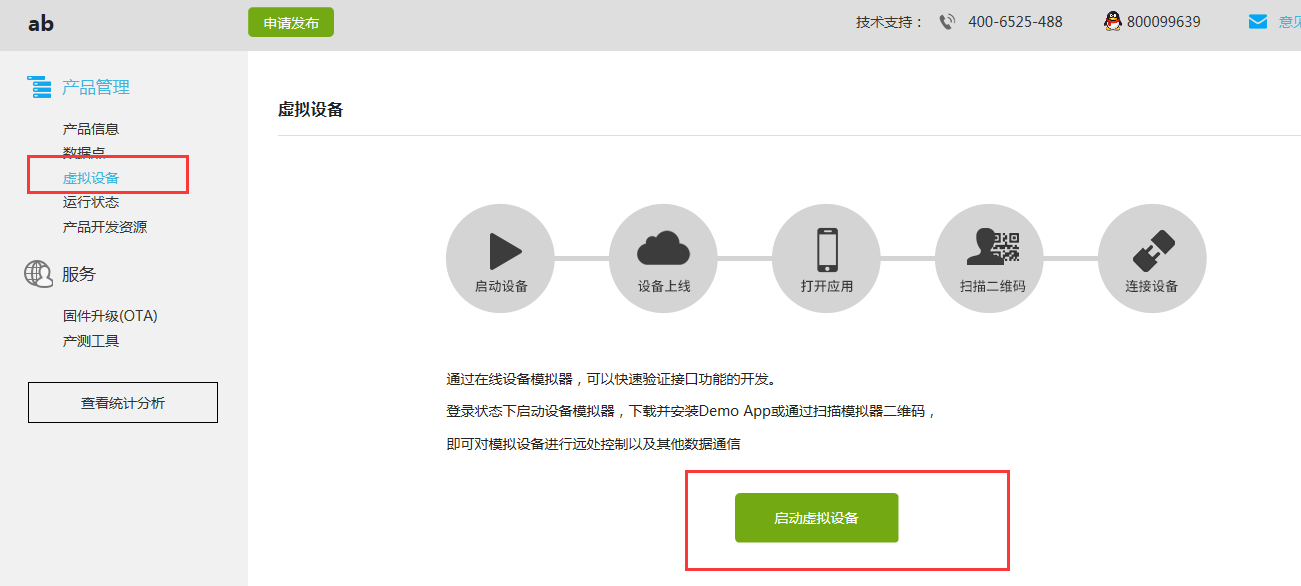 ab
申请发布
技术支持： 400-6525-488 800099639 意见
产品管理
产品信息
数据点
虚拟设备
运行状态
产品开发资源
服务
固件升级(OTA)
产测工具
查看统计分析
虚拟设备
启动设备 设备上线 打开应用 扫描二维码 连接设备
通过在线设备模拟器，可以快速验证接口功能的开发。
登录状态下启动设备模拟器，下载并安装Demo App或通过扫描模拟器二维码，
即可对模拟设备进行远处控制以及其他数据通信
启动虚拟设备